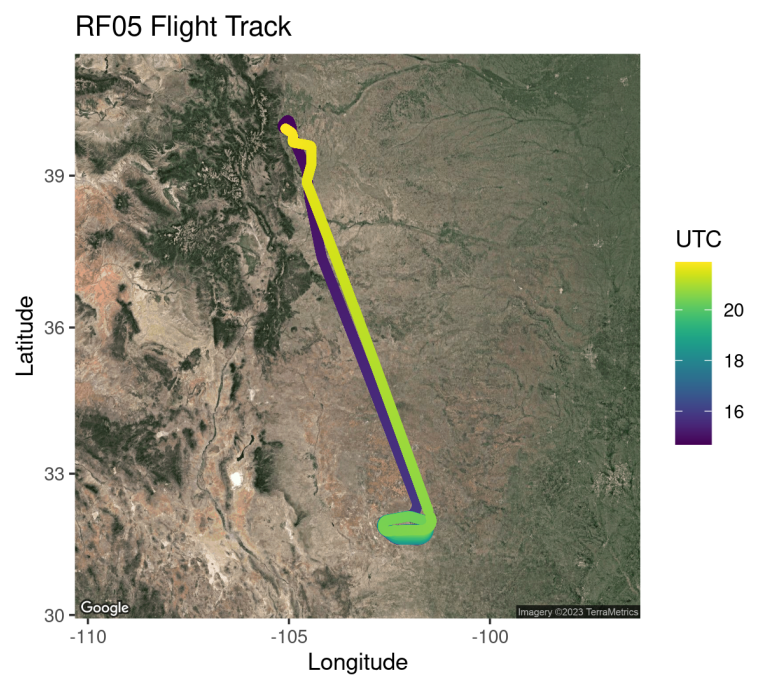 RF05 Flight Track
39
36
33
30
-110
-105
-100
Latitude
Longitude
UTC
20
18
16
Google
Imagery ©2023 TerraMetrics